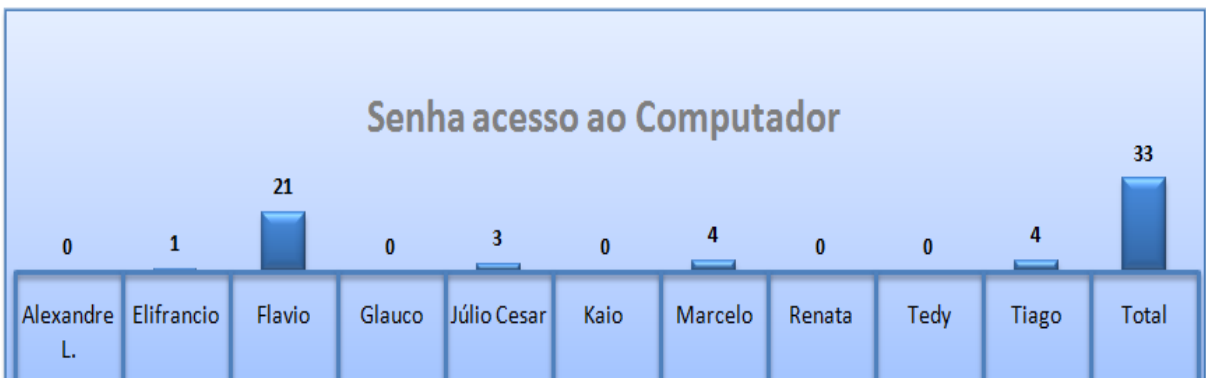 Senha acesso ao Computador
0 1 21 0 3 0 4 0 0 4 33
Alexandre L. Elifrancio Flavio Glauco Júlio Cesar Kaio Marcelo Renata Tedy Tiago Total